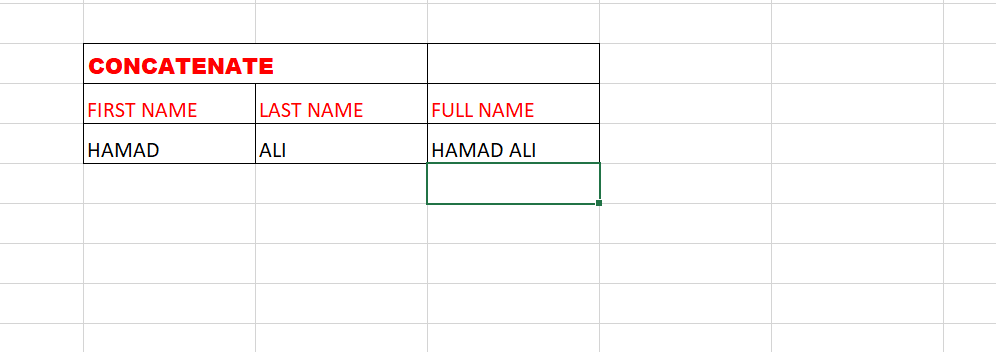 CONCATENATE
FIRST NAME LAST NAME FULL NAME
HAMAD ALI HAMAD ALI